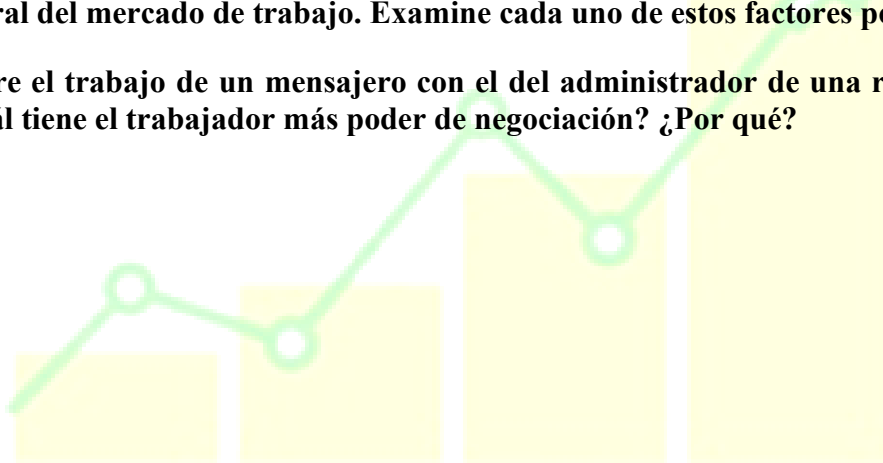 ral del mercado de trabajo. Examine cada uno de estos factores p
re el trabajo de un mensajero con el del administrador de una r
ál tiene el trabajador más poder de negociación? ¿Por qué?